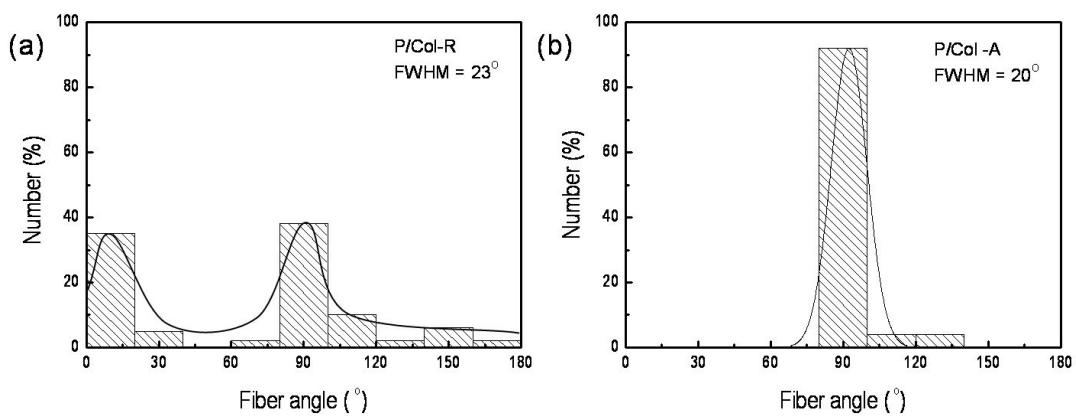 (a)
P/Col-R
FWHM = 23°
100
80
60
40
20
0
Number (%)
0 30 60 90 120 150 180
Fiber angle (°)
(b)
P/Col -A
FWHM = 20°
100
80
60
40
20
0
Number (%)
0 30 60 90 120 150 180
Fiber angle (°)